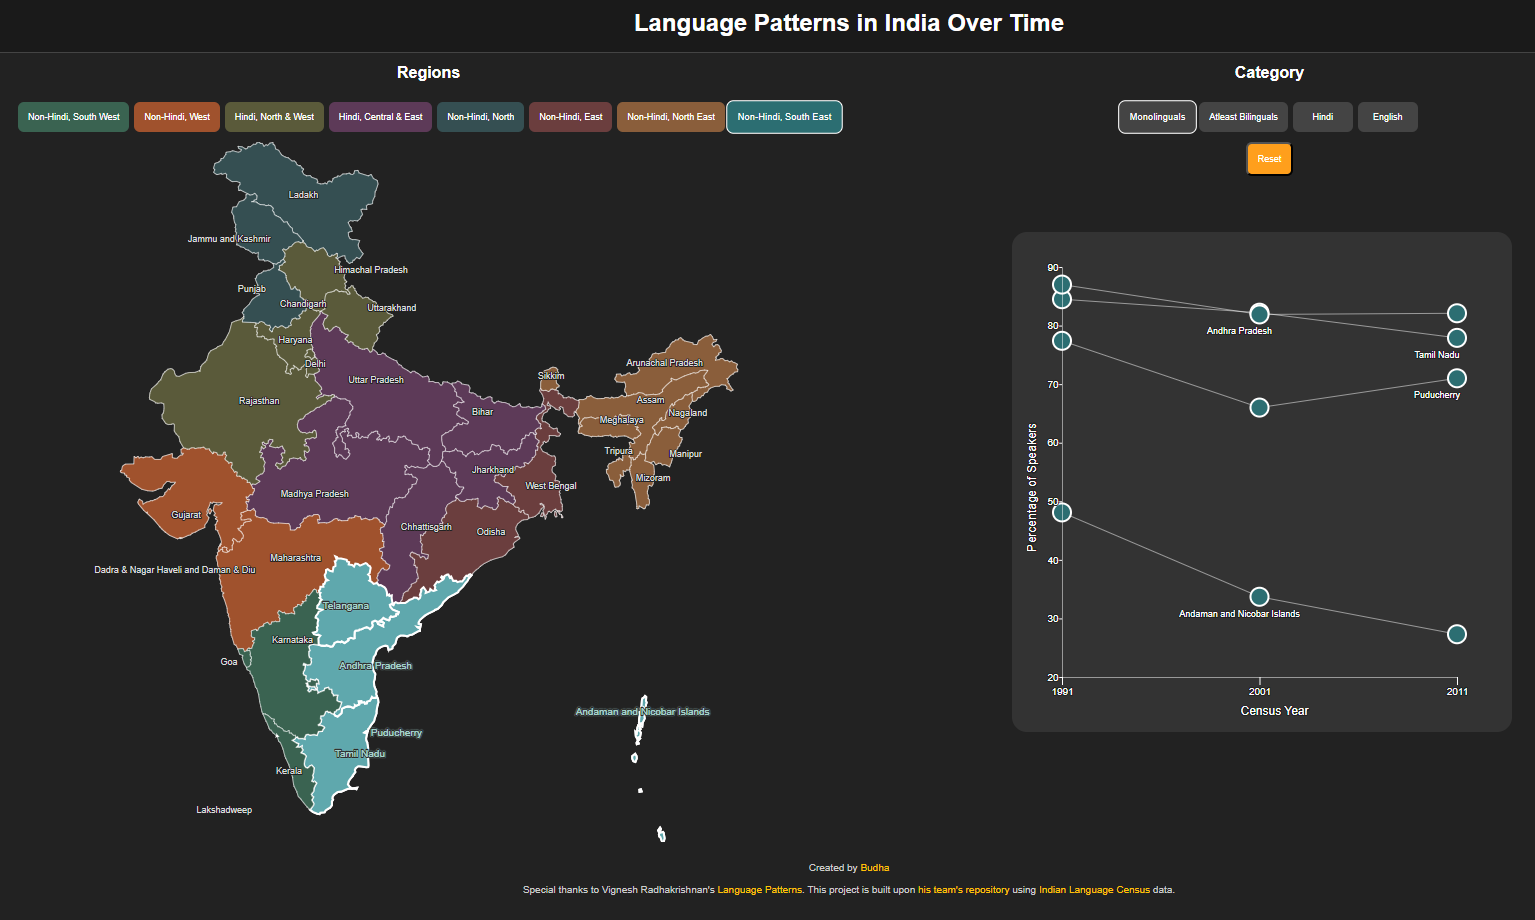 Language Patterns in India Over Time
Regions
Category
Non-Hindi, South West
Non-Hindi, West
Hindi, North & West
Hindi, Central & East
Non-Hindi, North
Non-Hindi, East
Non-Hindi, North East
Non-Hindi, South East
Monolinguals
Atleast Bilinguals
Hindi
English
Reset
Ladakh
Jammu and Kashmir
Himachal Pradesh
Punjab
Chandigarh
Uttarakhand
Haryana
Delhi
Uttar Pradesh
Rajasthan
Sikkim
Arunachal Pradesh
Assam
Bihar
Nagaland
Meghalaya
Tripura
Manipur
Jharkhand
Mizoram
West Bengal
Madhya Pradesh
Gujarat
Chhattisgarh
Odisha
Maharashtra
Dadra & Nagar Haveli and Daman & Diu
Telangana
Karnataka
Goa
Andhra Pradesh
Andaman and Nicobar Islands
Puducherry
Tamil Nadu
Kerala
Lakshadweep
90
80
70
60
50
40
30
20
Percentage of Speakers
Andhra Pradesh
Tamil Nadu
Puducherry
Andaman and Nicobar Islands
1991
2001
2011
Census Year
Created by Budha
Special thanks to Vignesh Radhakrishnan's Language Patterns. This project is built upon his team's repository using Indian Language Census data.